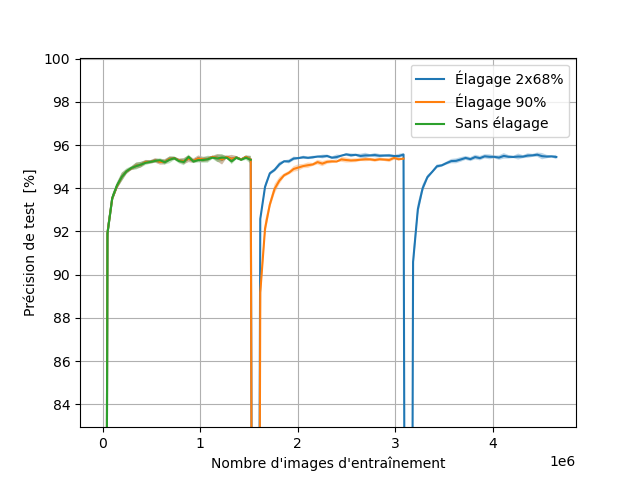 100
98
96
94
92
90
88
86
84
Précision de test [%]
Élagage 2x68%
Élagage 90%
Sans élagage
0
1
2
3
4
1e6
Nombre d'images d'entraînement